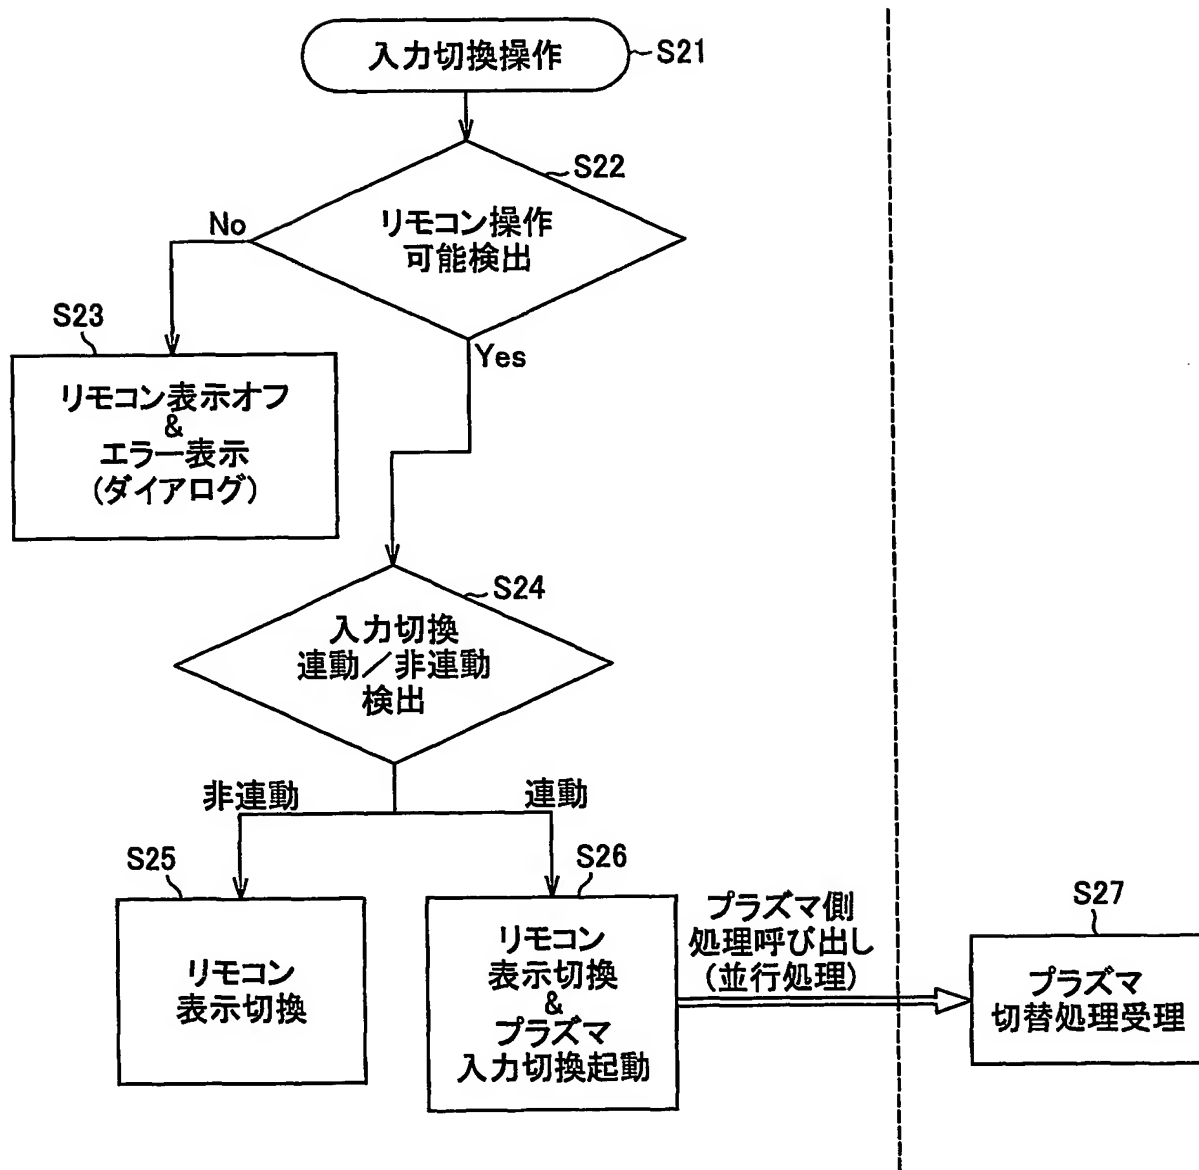 入力切換操作
S21
S22
リモコン操作
可能検出
No
Yes
S23
リモコン表示オフ
&
エラー表示
(ダイアログ)
S24
入力切換
連動／非連動
検出
非連動
連動
S25
リモコン
表示切換
S26
リモコン
表示切換
&
プラズマ
入力切換起動
プラズマ側
処理呼び出し
(並行処理)
S27
プラズマ
切替処理受理